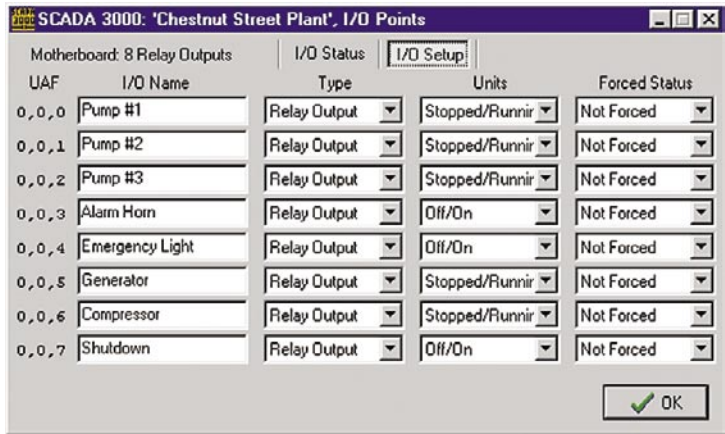 SCADA 3000: 'Chestnut Street Plant', I/O Points
Motherboard: 8 Relay Outputs I/O Status I/O Setup
UAF I/O Name Type Units Forced Status
0,0,0 Pump #1 Relay Output Stopped/Runnir Not Forced
0,0,1 Pump #2 Relay Output Stopped/Runnir Not Forced
0,0,2 Pump #3 Relay Output Stopped/Runnir Not Forced
0,0,3 Alarm Horn Relay Output Off/On Not Forced
0,0,4 Emergency Light Relay Output Off/On Not Forced
0,0,5 Generator Relay Output Stopped/Runnir Not Forced
0,0,6 Compressor Relay Output Stopped/Runnir Not Forced
0,0,7 Shutdown Relay Output Off/On Not Forced
OK